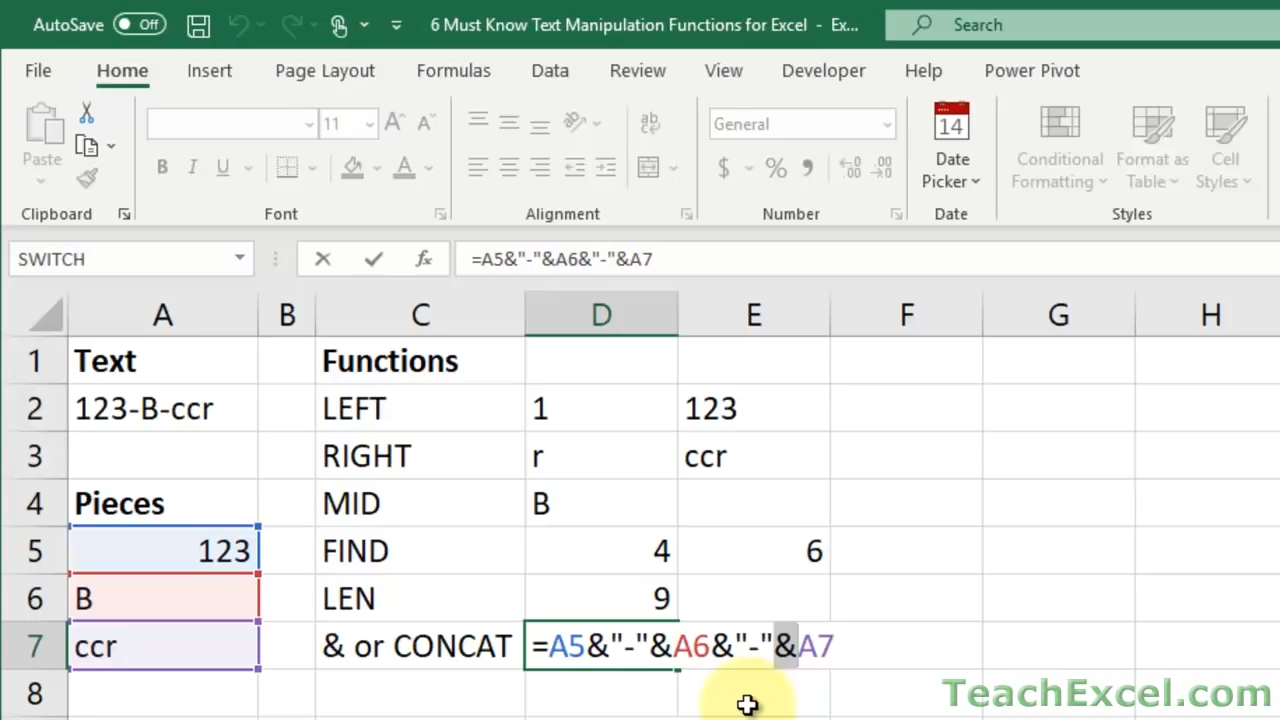 AutoSave Off 6 Must Know Text Manipulation Functions for Excel - Ex... Search
File Home Insert Page Layout Formulas Data Review View Developer Help Power Pivot
11 A^ A˅ ab General 14
Paste B I U A $ % , .00 Date Conditional Format as Cell
Picker Formatting Table Styles
Clipboard Font Alignment Number Date Styles
SWITCH fx =A5&"-"&A6&"-"&A7
A B C D E F G H
1 Text Functions
2 123-B-ccr LEFT 1 123
3 RIGHT r ccr
4 Pieces MID B
5 123 FIND 4 6
6 B LEN 9
7 ccr & or CONCAT =A5&"-"&A6&"-"&A7
8 TeachExcel.com